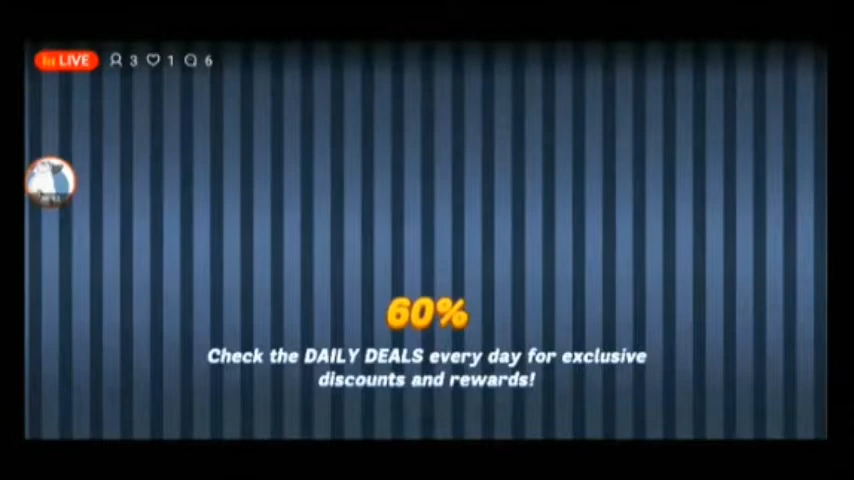 LIVE 3 1 6
60%
Check the DAILY DEALS every day for exclusive
discounts and rewards!